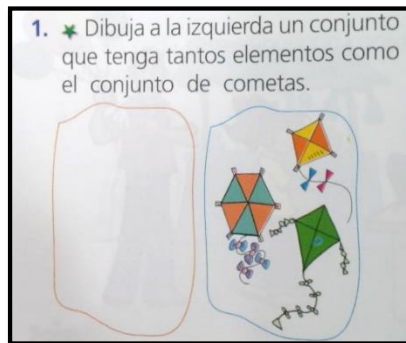 1. ✶ Dibuja a la izquierda un conjunto
que tenga tantos elementos como
el conjunto de cometas.